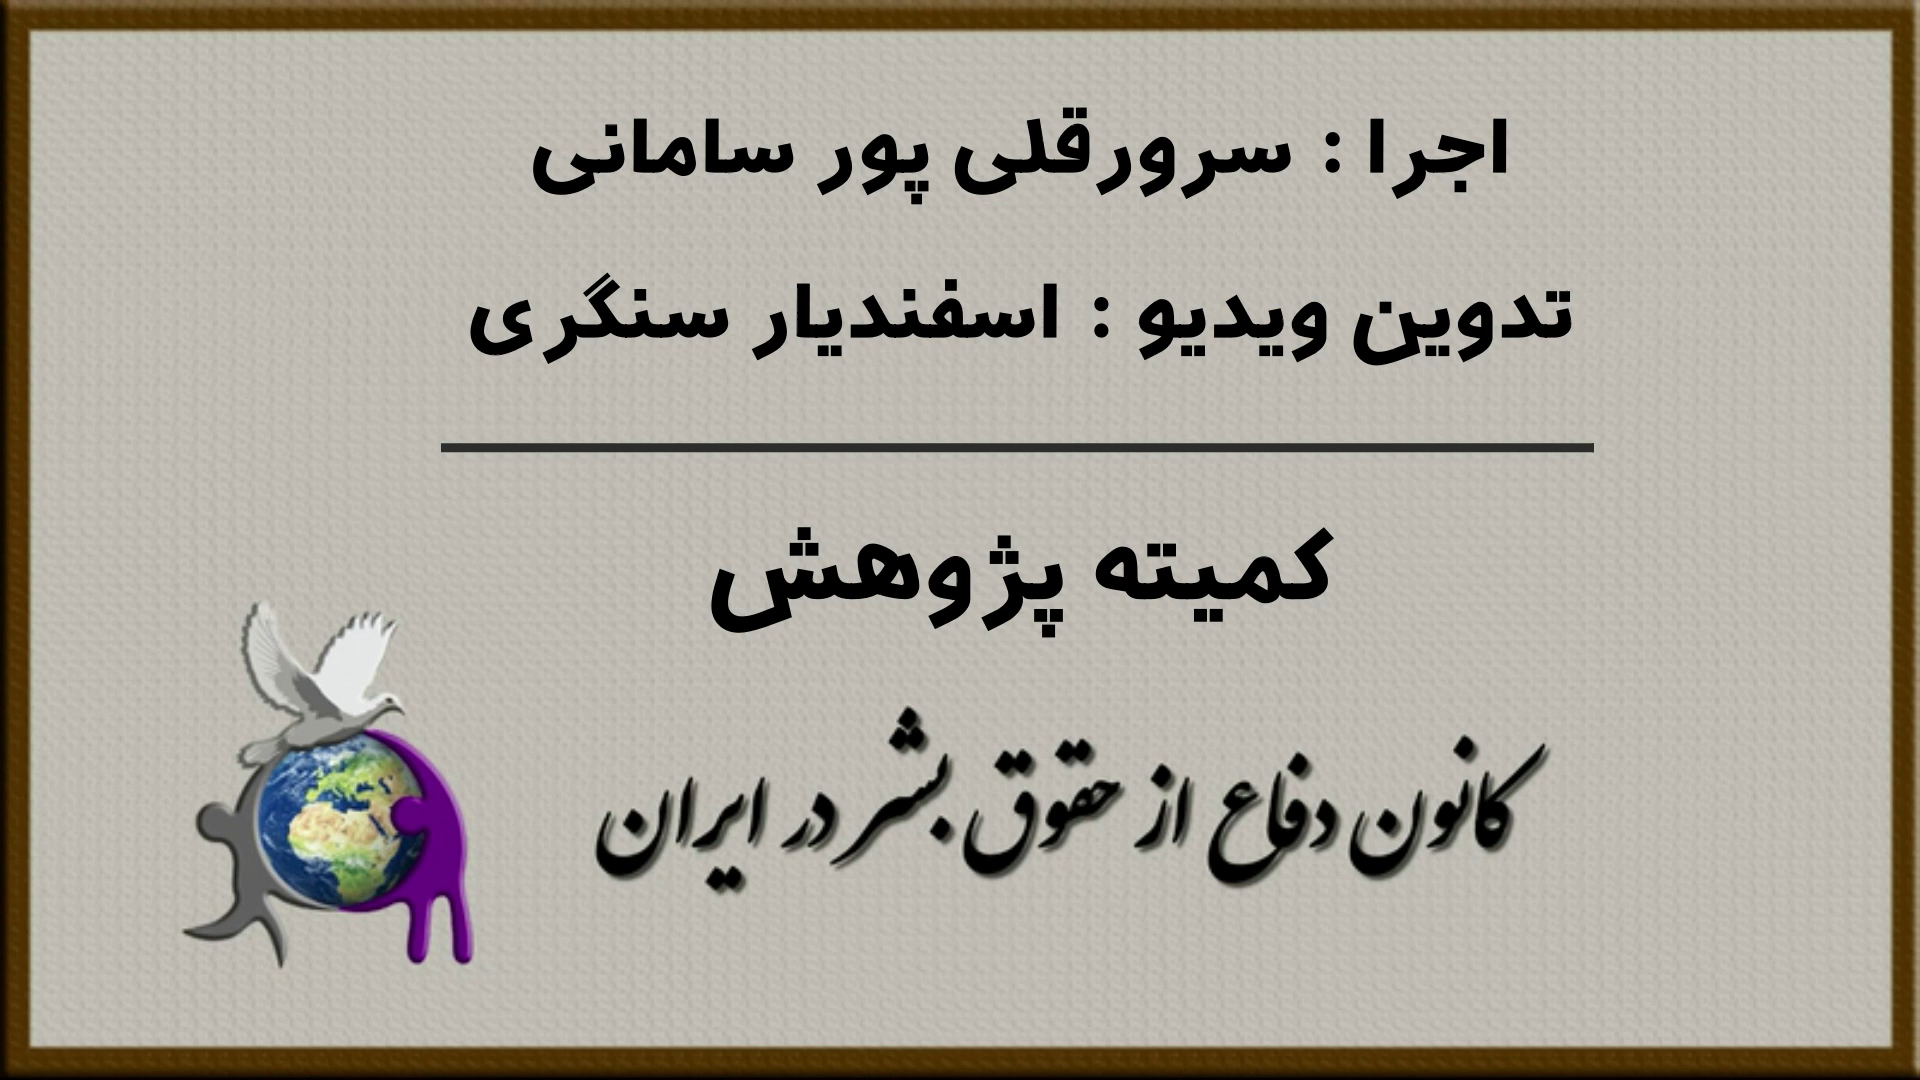 اجرا : سرورقلی پور سامانی
تدوین ویدیو : اسفندیار سنگری
کمیته پژوهش
کانون دفاع از حقوق بشر در ایران